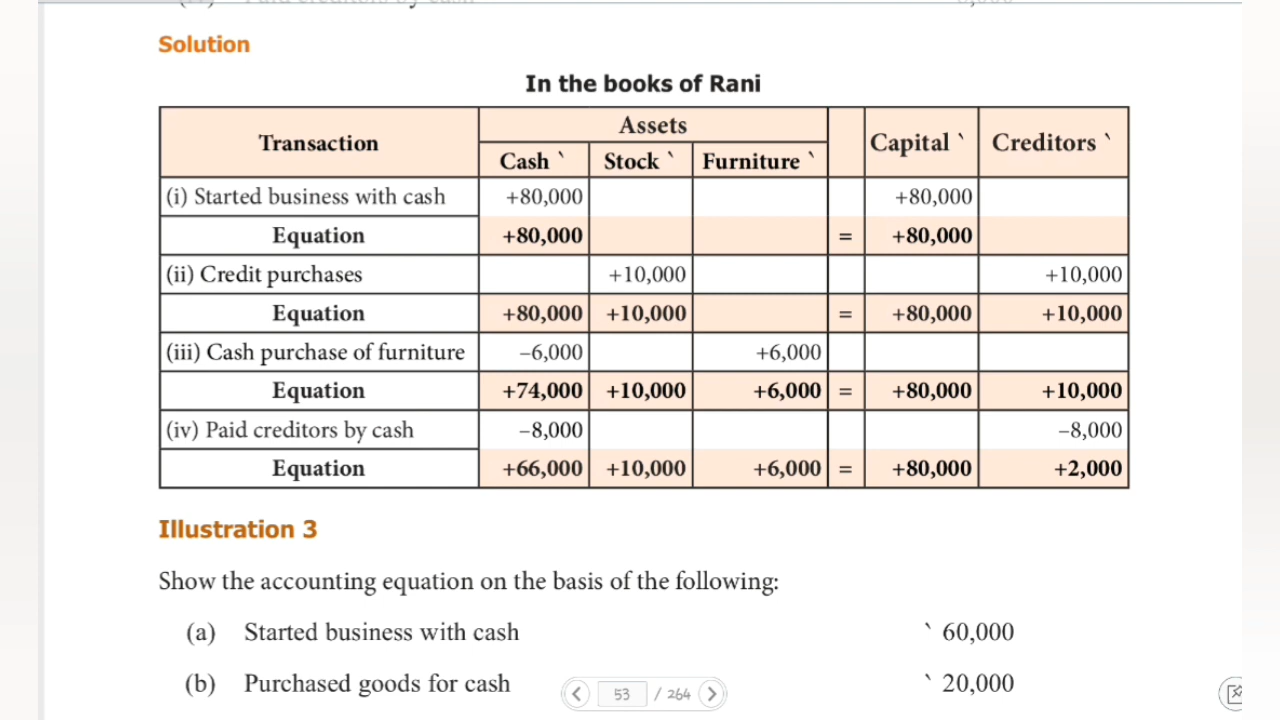 Solution
In the books of Rani
Transaction Assets Capital ` Creditors `
Cash ` Stock ` Furniture `
(i) Started business with cash +80,000 +80,000
Equation +80,000 = +80,000
(ii) Credit purchases +10,000 +10,000
Equation +80,000 +10,000 = +80,000 +10,000
(iii) Cash purchase of furniture –6,000 +6,000
Equation +74,000 +10,000 +6,000 = +80,000 +10,000
(iv) Paid creditors by cash –8,000 –8,000
Equation +66,000 +10,000 +6,000 = +80,000 +2,000
Illustration 3
Show the accounting equation on the basis of the following:
(a) Started business with cash ` 60,000
(b) Purchased goods for cash ` 20,000
53 / 264